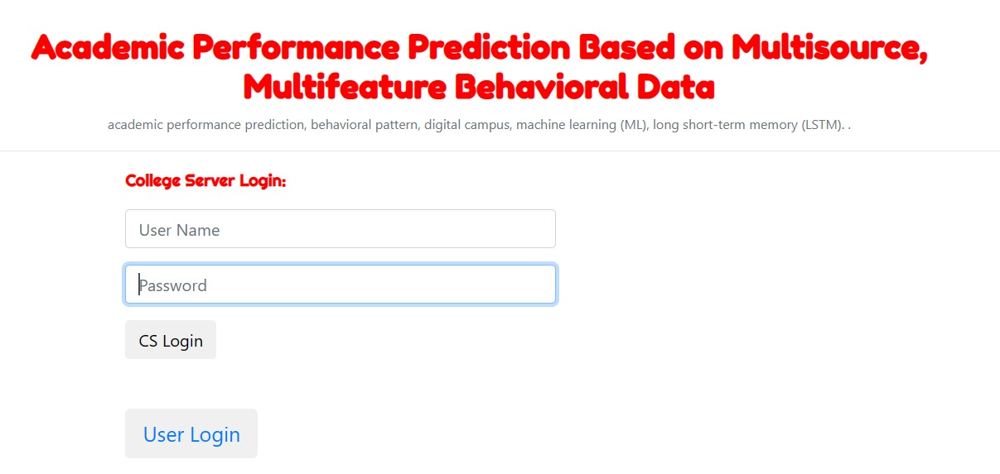 Academic Performance Prediction Based on Multisource,
Multifeature Behavioral Data
academic performance prediction, behavioral pattern, digital campus, machine learning (ML), long short-term memory (LSTM). .
College Server Login:
User Name
Password
CS Login
User Login